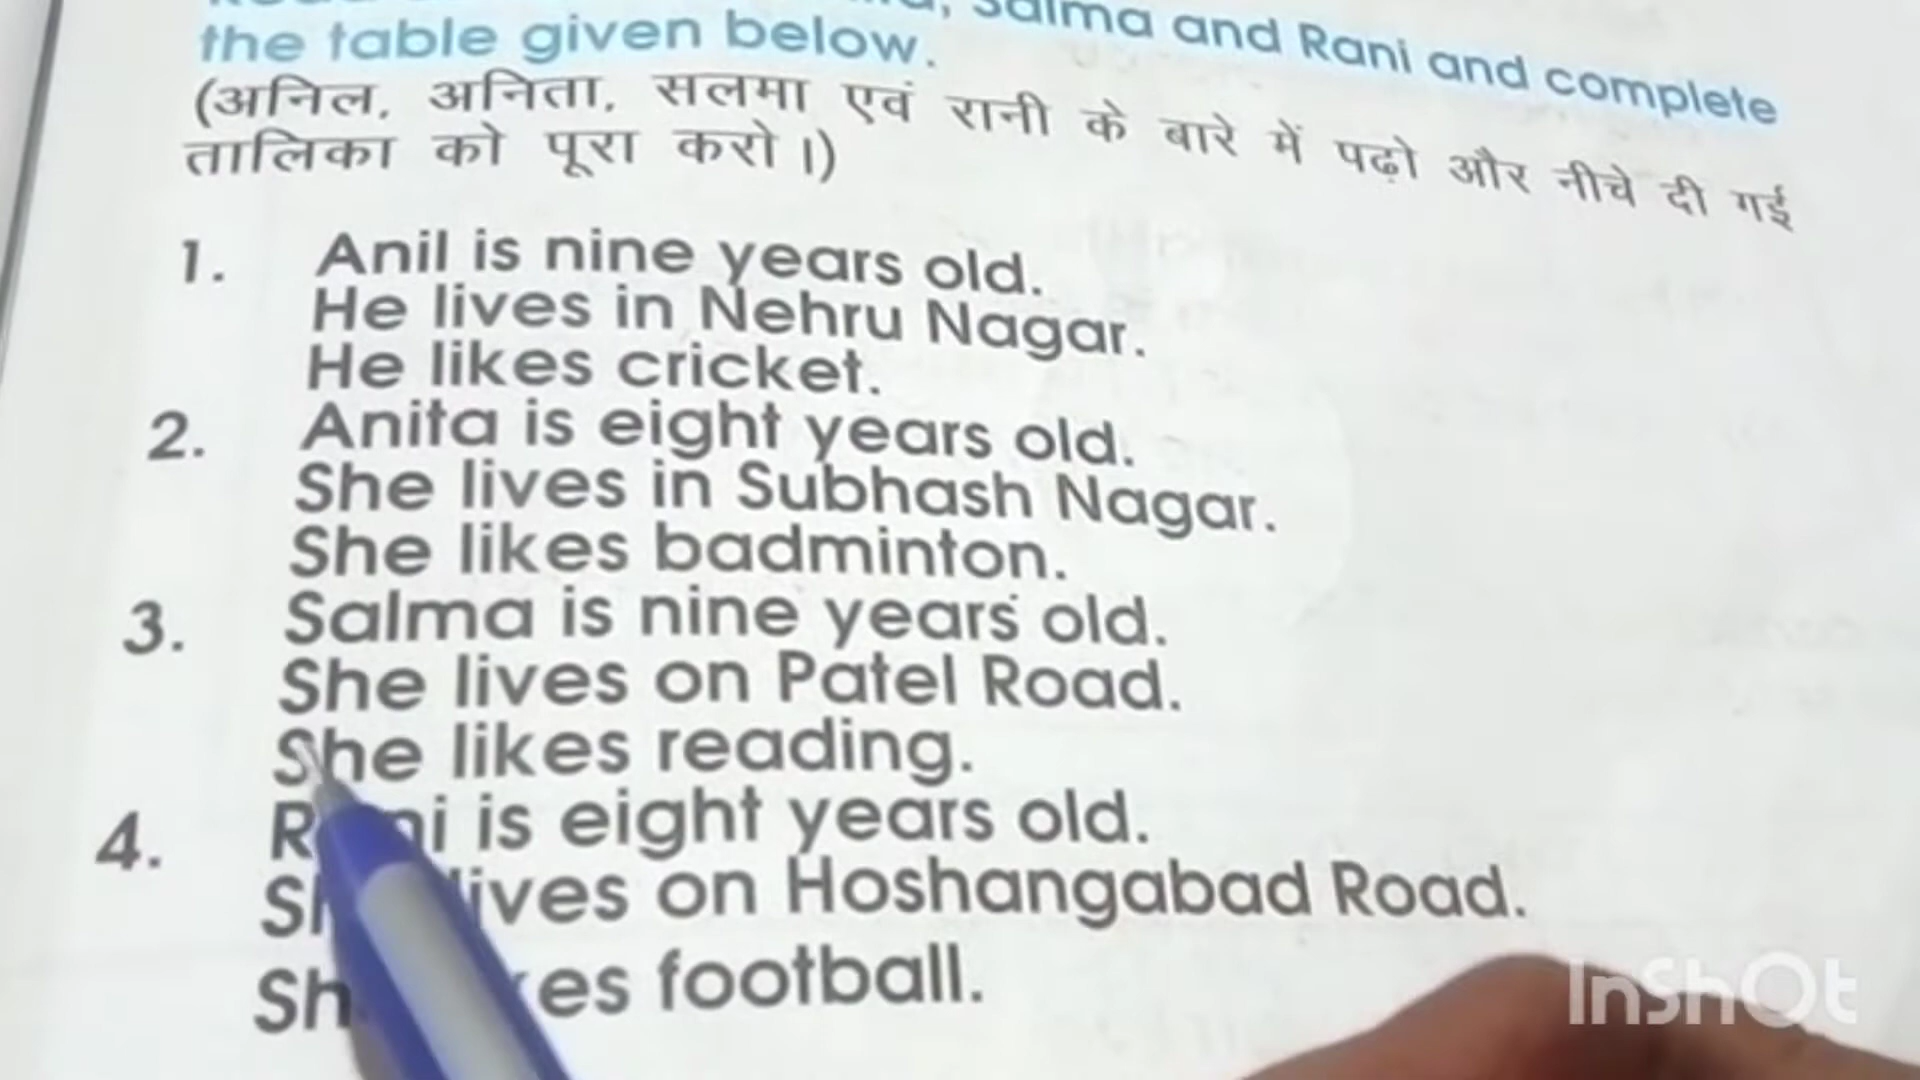 Salma and Rani and complete
the table given below.
(अनिल, अनिता, सलमा एवं रानी के बारे में पढ़ो और नीचे दी गई
तालिका को पूरा करो।)
1. Anil is nine years old.
He lives in Nehru Nagar.
He likes cricket.
2. Anita is eight years old.
She lives in Subhash Nagar.
She likes badminton.
3. Salma is nine years old.
She lives on Patel Road.
She likes reading.
4. Rani is eight years old.
lives on Hoshangabad Road.
football.
InShOt